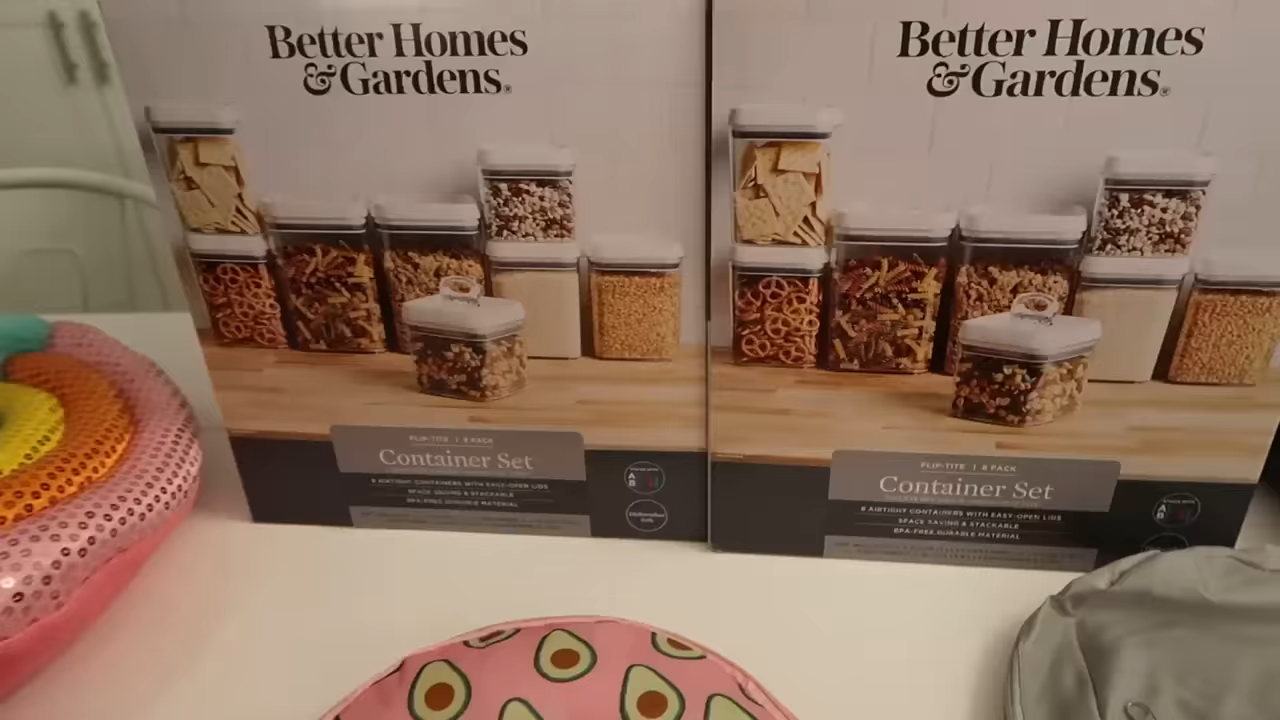 Better Homes
& Gardens®
FLIP-TITE | 8 PACK
Container Set
8 AIRTIGHT CONTAINERS WITH EASY-OPEN LIDS
SPACE SAVING & STACKABLE
BPA-FREE DURABLE MATERIAL
Better Homes
& Gardens®
FLIP-TITE | 8 PACK
Container Set
8 AIRTIGHT CONTAINERS WITH EASY-OPEN LIDS
SPACE SAVING & STACKABLE
BPA-FREE DURABLE MATERIAL